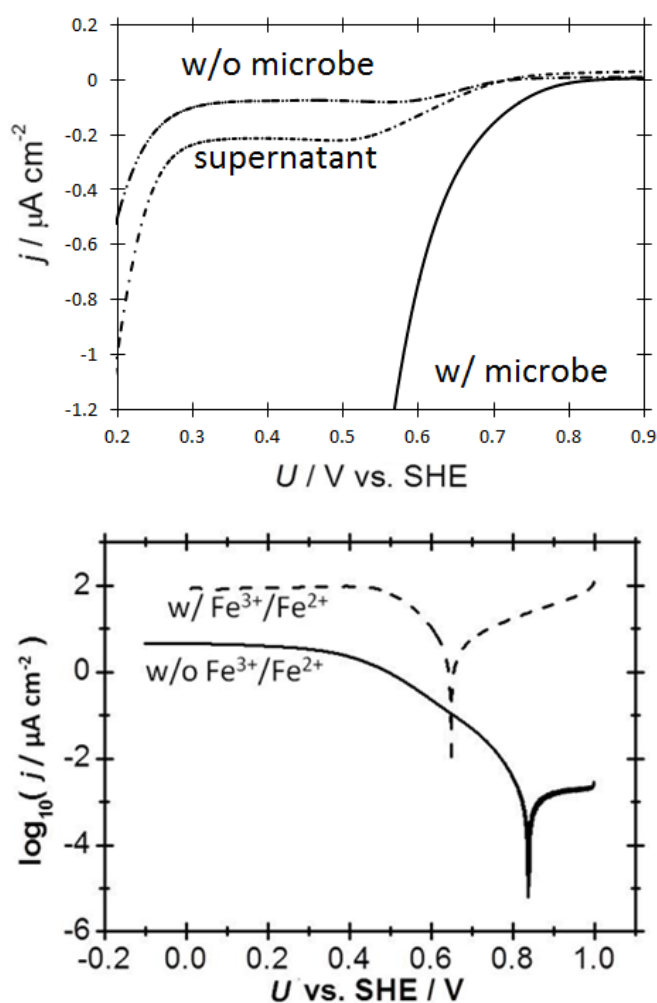 0.2
w/o microbe
0
-0.2
supernatant
-0.4
j / μA cm⁻²
-0.6
-0.8
-1
w/ microbe
-1.2
0.2 0.3 0.4 0.5 0.6 0.7 0.8 0.9
U / V vs. SHE
2
w/ Fe³⁺/Fe²⁺
0
w/o Fe³⁺/Fe²⁺
log₁₀( j / μA cm⁻²)
-2
-4
-6
-0.2 0.0 0.2 0.4 0.6 0.8 1.0
U vs. SHE / V